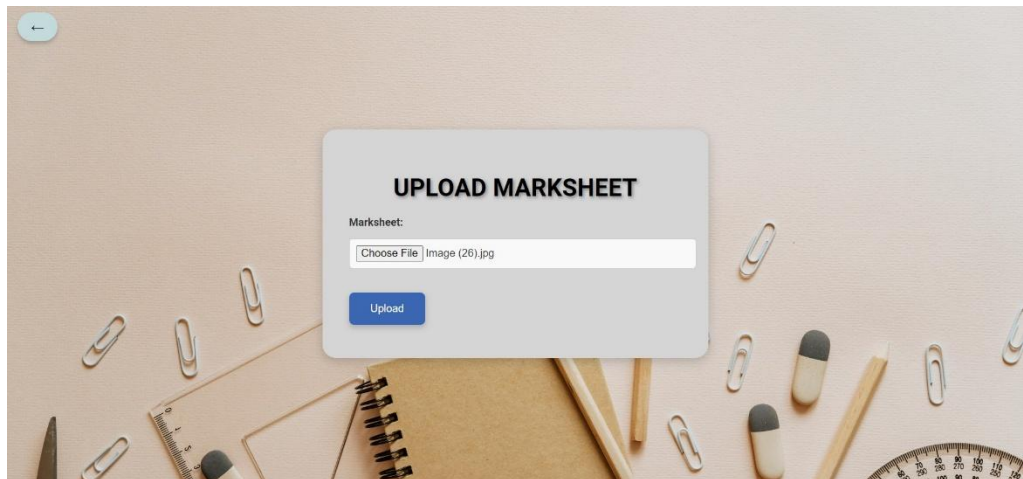 ←
UPLOAD MARKSHEET
Marksheet:
Choose File Image (26).jpg
Upload